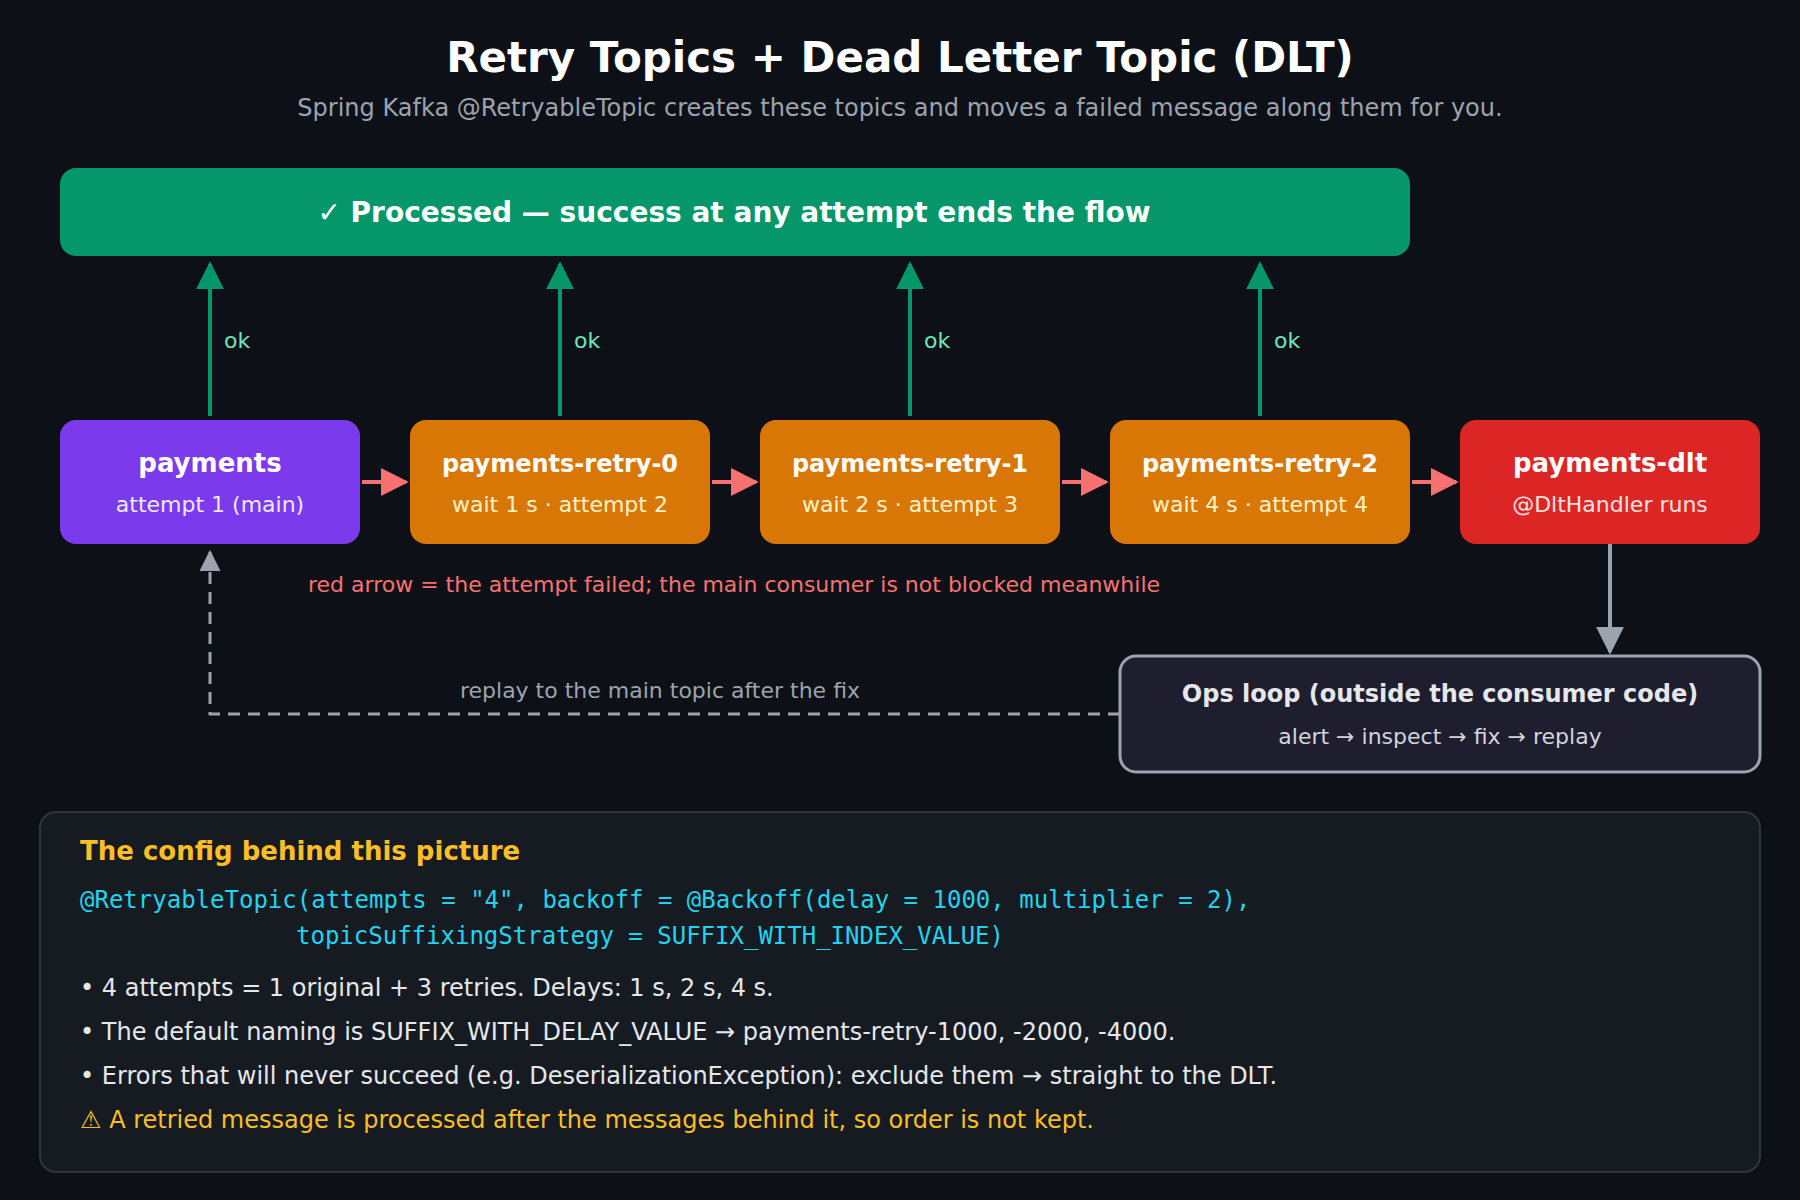 Retry Topics + Dead Letter Topic (DLT)
Spring Kafka @RetryableTopic creates these topics and moves a failed message along them for you.
✓ Processed — success at any attempt ends the flow
ok
ok
ok
ok
payments
attempt 1 (main)
payments-retry-0
wait 1 s · attempt 2
payments-retry-1
wait 2 s · attempt 3
payments-retry-2
wait 4 s · attempt 4
payments-dlt
@DltHandler runs
red arrow = the attempt failed; the main consumer is not blocked meanwhile
replay to the main topic after the fix
Ops loop (outside the consumer code)
alert → inspect → fix → replay
The config behind this picture
@RetryableTopic(attempts = "4", backoff = @Backoff(delay = 1000, multiplier = 2),
topicSuffixingStrategy = SUFFIX_WITH_INDEX_VALUE)
• 4 attempts = 1 original + 3 retries. Delays: 1 s, 2 s, 4 s.
• The default naming is SUFFIX_WITH_DELAY_VALUE → payments-retry-1000, -2000, -4000.
• Errors that will never succeed (e.g. DeserializationException): exclude them → straight to the DLT.
⚠ A retried message is processed after the messages behind it, so order is not kept.